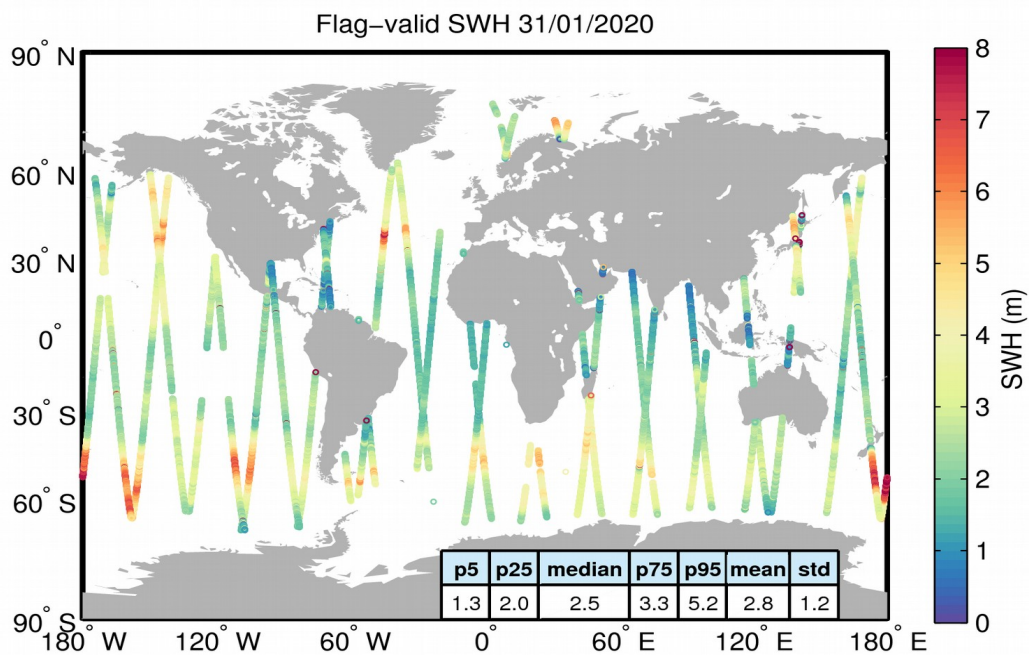 Flag−valid SWH 31/01/2020
90° N
60° N
30° N
0°
30° S
60° S
90° S
180° W
120° W
60° W
0°
60° E
120° E
180° E
p5 p25 median p75 p95 mean std
1.3 2.0 2.5 3.3 5.2 2.8 1.2
8
7
6
5
4
3
2
1
0
SWH (m)